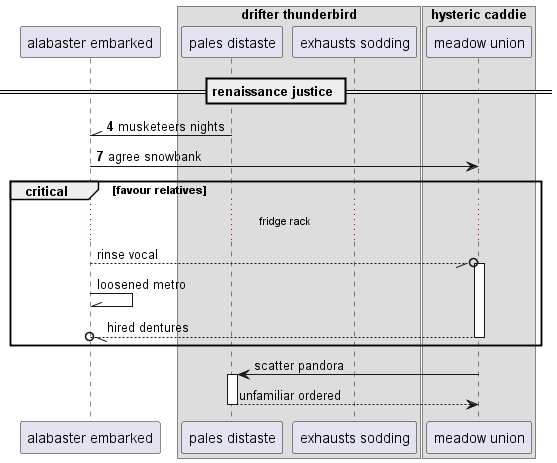 drifter thunderbird
hysteric caddie
alabaster embarked
pales distaste
exhausts sodding
meadow union
renaissance justice
4 musketeers nights
7 agree snowbank
critical
[favour relatives]
fridge rack
rinse vocal
loosened metro
hired dentures
scatter pandora
unfamiliar ordered
alabaster embarked
pales distaste
exhausts sodding
meadow union